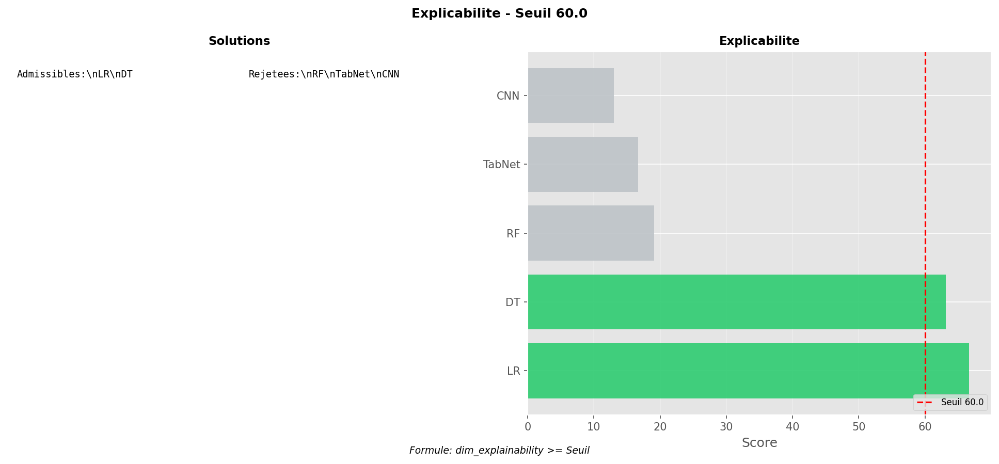 Explicabilite - Seuil 60.0
Solutions
Admissibles:\nLR\nDT
Rejetees:\nRF\nTabNet\nCNN
Explicabilite
CNN
TabNet
RF
DT
LR
Seuil 60.0
0 10 20 30 40 50 60
Score
Formule: dim_explainability >= Seuil